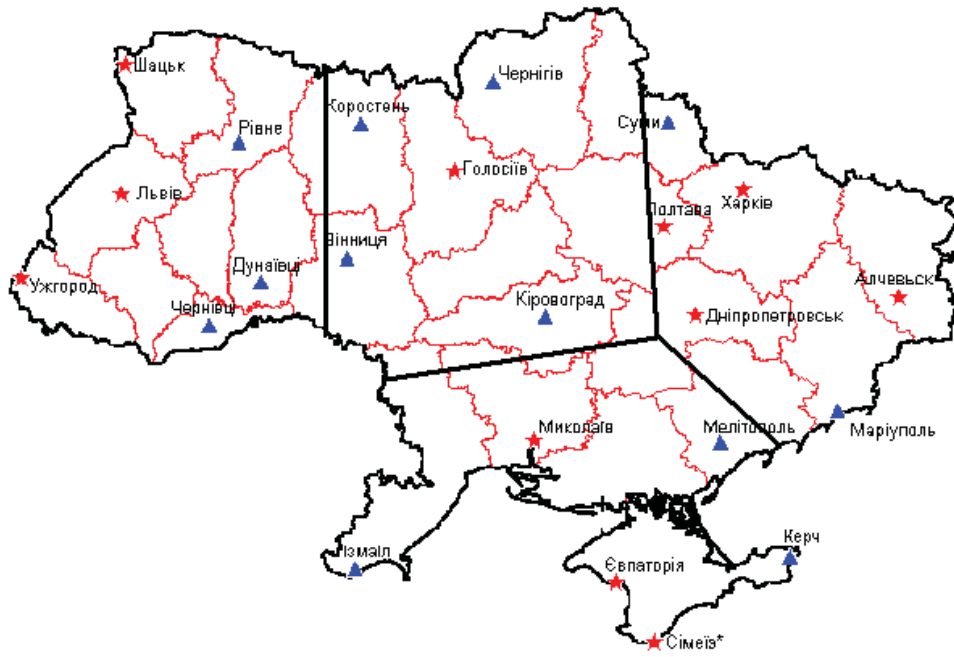 Шацьк
Чернігів
Коростень
Рівне
Суми
Голосіїв
Львів
Харків
Полтава
Вінниця
Дунаївці
Ужгород
Алчевьск
Чернівці
Кіровоград
Дніпропетровськ
Миколаїв
Мелітополь
Маріуполь
Керч
Ізмаїл
Євпаторія
Сімеїз*